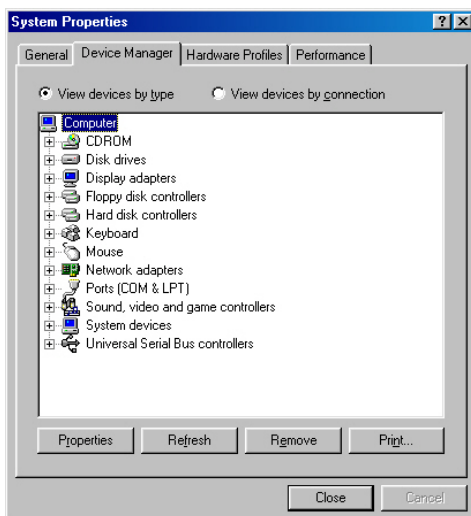 System Properties
General Device Manager Hardware Profiles Performance
View devices by type View devices by connection
Computer
CDROM
Disk drives
Display adapters
Floppy disk controllers
Hard disk controllers
Keyboard
Mouse
Network adapters
Ports (COM & LPT)
Sound, video and game controllers
System devices
Universal Serial Bus controllers
Properties Refresh Remove Print...
Close Cancel